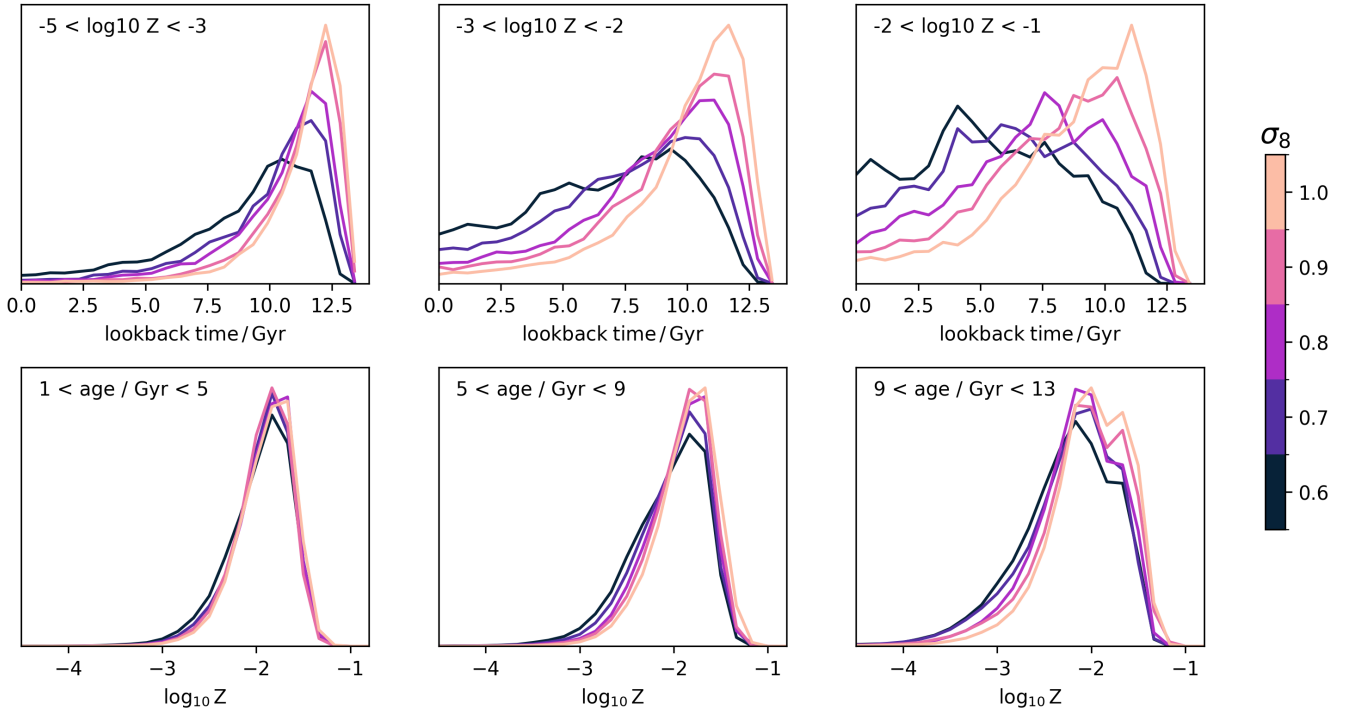 -5 < log10 Z < -3
-3 < log10 Z < -2
-2 < log10 Z < -1
0.0 2.5 5.0 7.5 10.0 12.5
0.0 2.5 5.0 7.5 10.0 12.5
0.0 2.5 5.0 7.5 10.0 12.5
lookback time / Gyr
lookback time / Gyr
lookback time / Gyr
1 < age / Gyr < 5
5 < age / Gyr < 9
9 < age / Gyr < 13
−4 −3 −2 −1
−4 −3 −2 −1
−4 −3 −2 −1
log₁₀ Z
log₁₀ Z
log₁₀ Z
σ₈
1.0
0.9
0.8
0.7
0.6